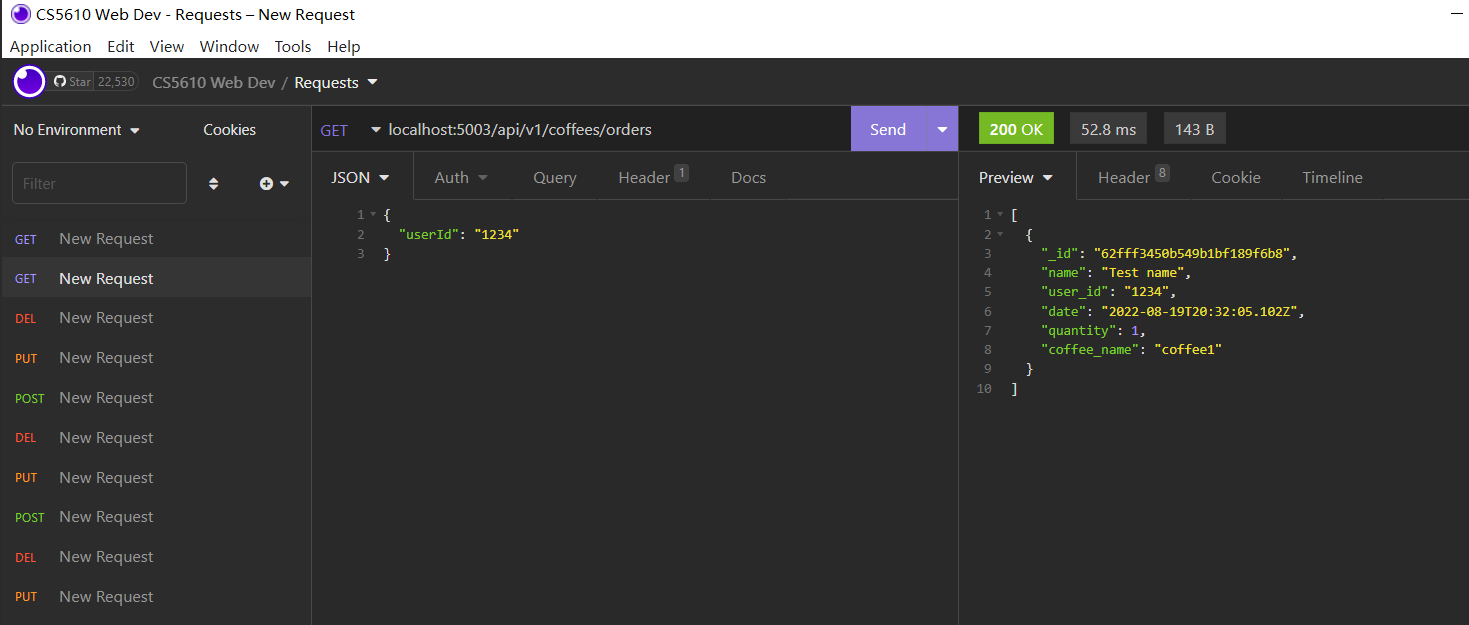 CS5610 Web Dev - Requests – New Request
Application Edit View Window Tools Help
Star 22,530 CS5610 Web Dev / Requests
No Environment Cookies
Filter
GET New Request
GET New Request
DEL New Request
PUT New Request
POST New Request
DEL New Request
PUT New Request
POST New Request
DEL New Request
PUT New Request
GET localhost:5003/api/v1/coffees/orders Send
JSON Auth Query Header 1 Docs
1 {
2 "userId": "1234"
3 }
200 OK 52.8 ms 143 B
Preview Header 8 Cookie Timeline
1 [
2 {
3 "_id": "62fff3450b549b1bf189f6b8",
4 "name": "Test name",
5 "user_id": "1234",
6 "date": "2022-08-19T20:32:05.102Z",
7 "quantity": 1,
8 "coffee_name": "coffee1"
9 }
10 ]